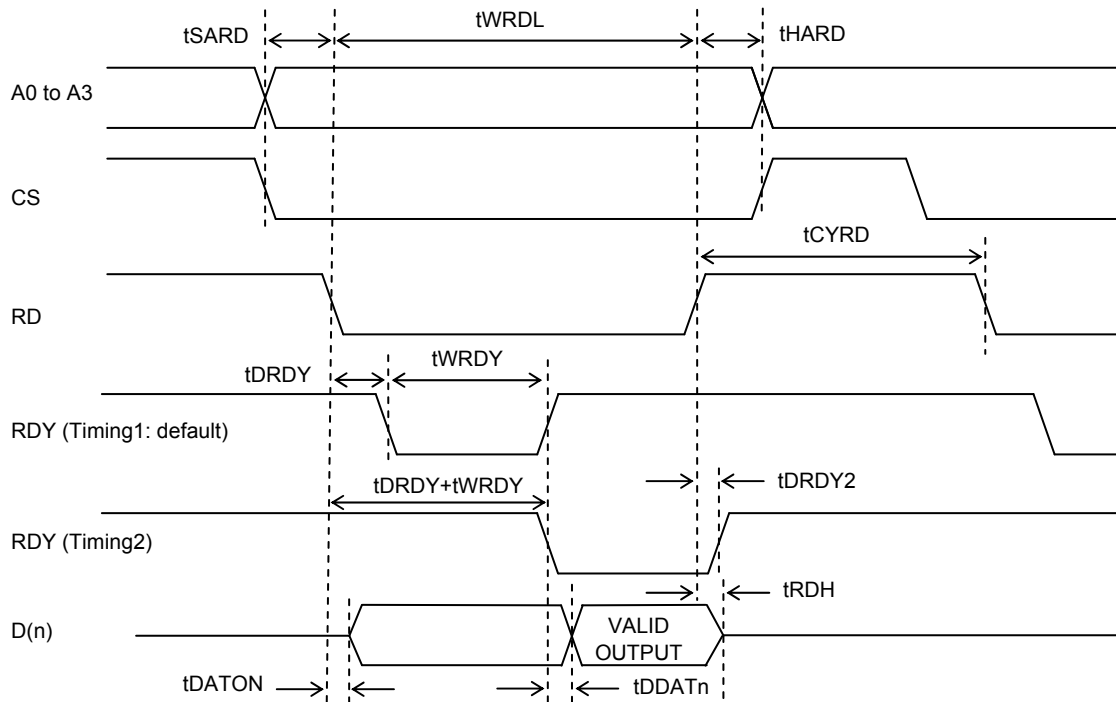 tWRDL
tSARD
tHARD
A0 to A3
CS
tCYRD
RD
tWRDY
tDRDY
RDY (Timing1: default)
tDRDY+tWRDY
tDRDY2
RDY (Timing2)
tRDH
D(n)
VALID
OUTPUT
tDATON
tDDATn